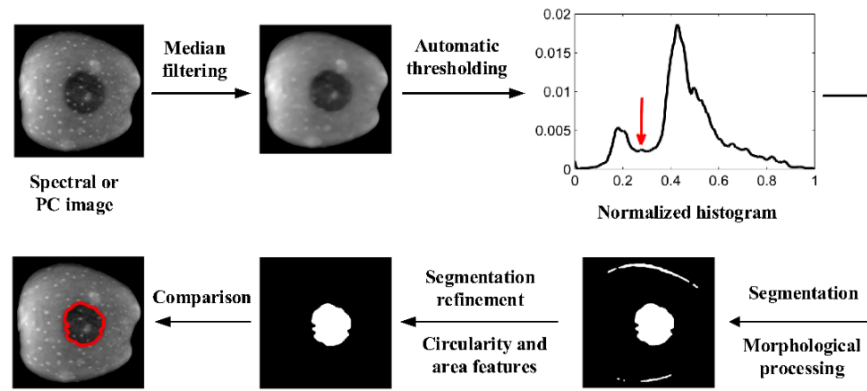 Median
filtering
Automatic
thresholding
0.02
0.015
0.01
0.005
0
0 0.2 0.4 0.6 0.8 1
Spectral or
PC image
Normalized histogram
Comparison
Segmentation
refinement
Circularity and
area features
Segmentation
Morphological
processing